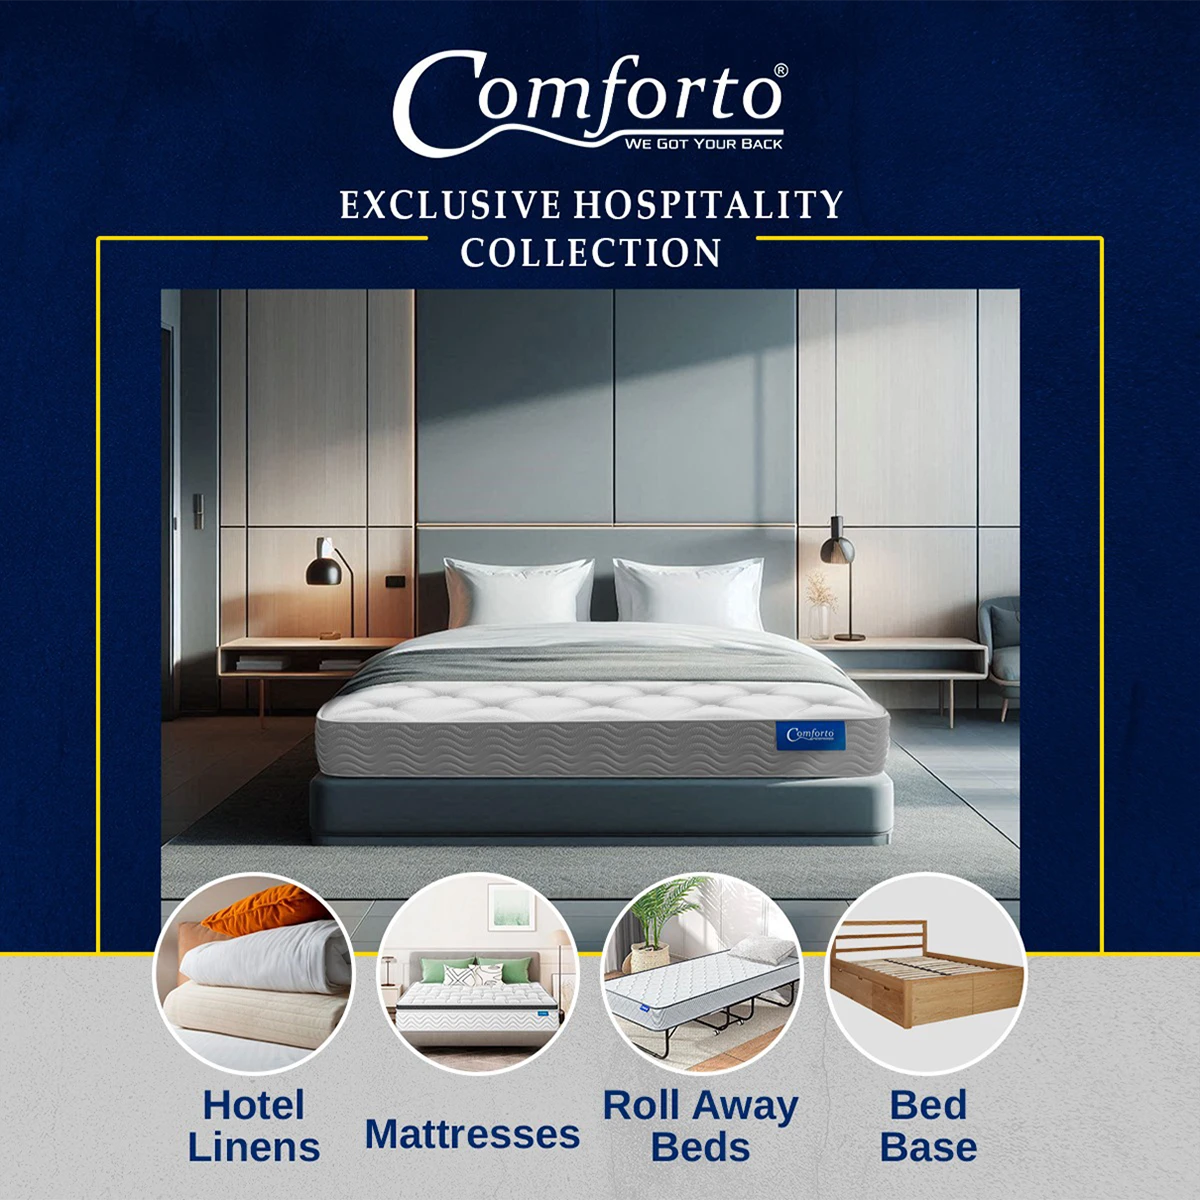 Comforto®
WE GOT YOUR BACK
EXCLUSIVE HOSPITALITY
COLLECTION
Comforto
Hotel
Linens
Mattresses
Roll Away
Beds
Bed
Base